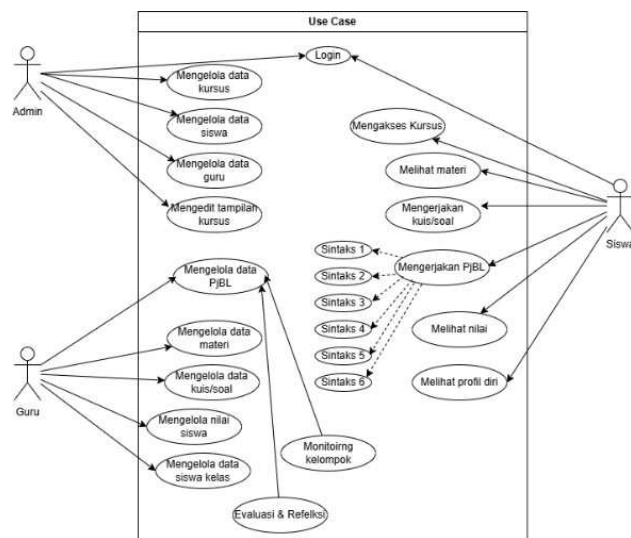 Use Case
Login
Mengelola data
kursus
Admin
Mengelola data
siswa
Mengakses Kursus
Mengelola data
guru
Melihat materi
Mengedit tampilan
kursus
Mengerjakan
kuis/soal
Siswa
Sintaks 1
Mengelola data
PjBL
Sintaks 2
Mengerjakan PjBL
Sintaks 3
Sintaks 4
Mengelola data
materi
Melihat nilai
Sintaks 5
Mengelola data
kuis/soal
Sintaks 6
Melihat profil diri
Guru
Mengelola nilai
siswa
Monitoirng
kelompok
Mengelola data
siswa kelas
Evaluasi & Refelksi